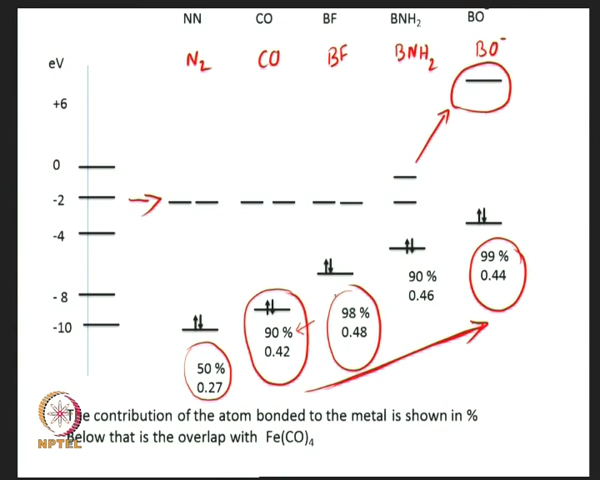 NN CO BF BNH₂ BO⁻
N₂ CO BF BNH₂ BO⁻
eV
+6
0
-2
-4
99 %
0.44
90 %
0.46
- 8
98 %
0.48
90 %
0.42
-10
50 %
0.27
The contribution of the atom bonded to the metal is shown in %
Below that is the overlap with Fe(CO)₄
NPTEL